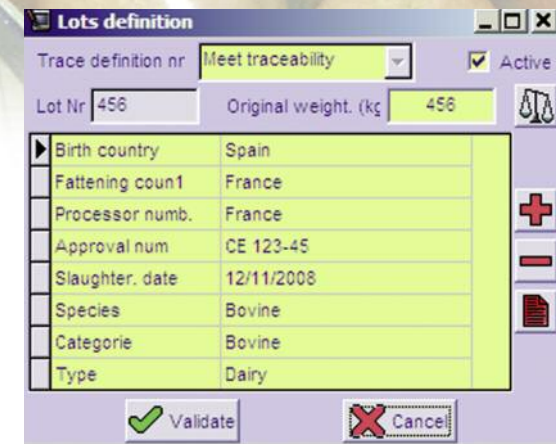 Lots definition
Trace definition nr Meet traceability Active
Lot Nr 456 Original weight. (kg 456
Birth country Spain
Fattening coun1 France
Processor numb. France
Approval num CE 123-45
Slaughter. date 12/11/2008
Species Bovine
Categorie Bovine
Type Dairy
Validate Cancel